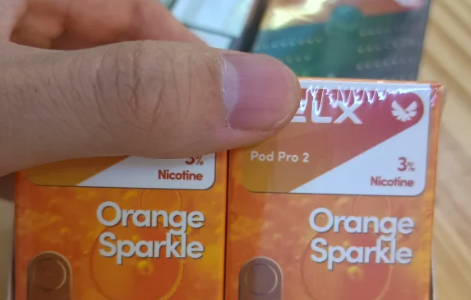 3%
Nicotine
Orange
Sparkle
ELX
Pod Pro 2
3%
Nicotine
Orange
Sparkle